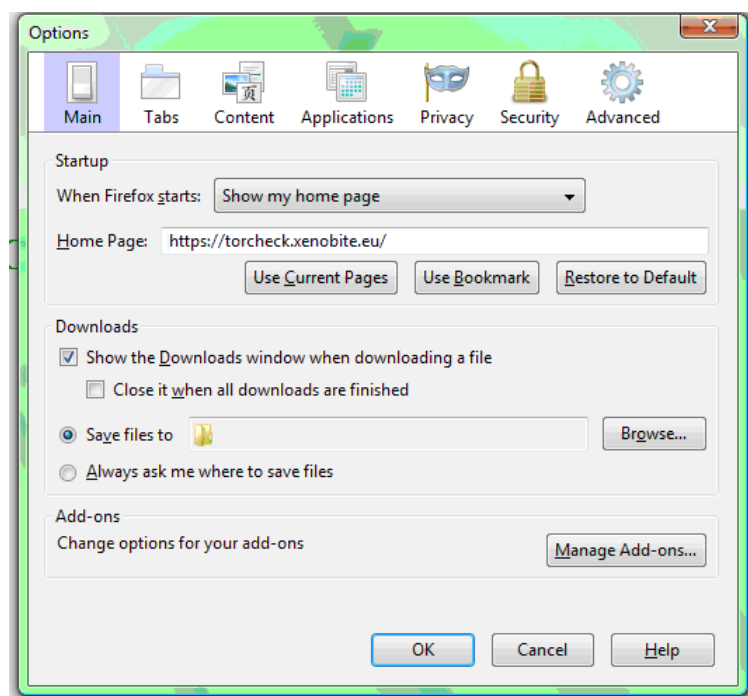 Options
Main Tabs Content Applications Privacy Security Advanced
Startup
When Firefox starts: Show my home page
Home Page: https://torcheck.xenobite.eu/
Use Current Pages Use Bookmark Restore to Default
Downloads
Show the Downloads window when downloading a file
Close it when all downloads are finished
Save files to Browse...
Always ask me where to save files
Add-ons
Change options for your add-ons
Manage Add-ons...
OK Cancel Help